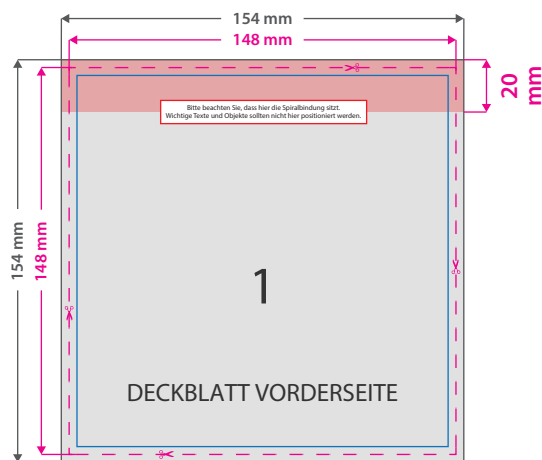 154 mm
148 mm
20 mm
Bitte beachten Sie, dass hier die Spiralbindung sitzt.
Wichtige Texte und Objekte sollten nicht hier positioniert werden.
154 mm
148 mm
1
DECKBLATT VORDERSEITE